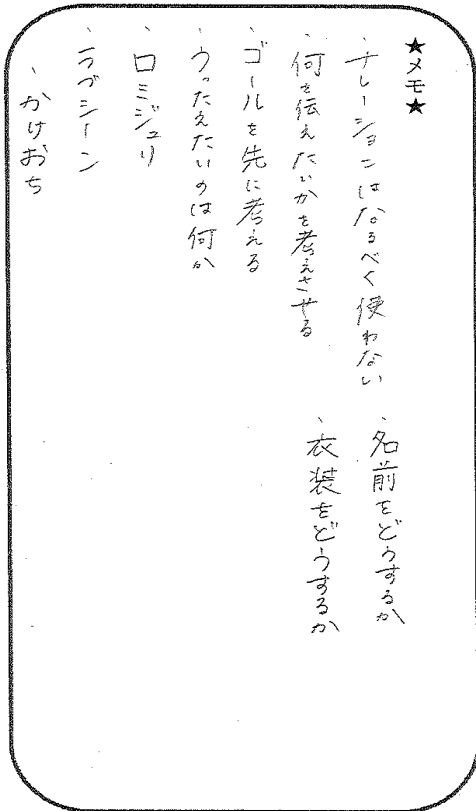 ★メモ★
・ナレーションはなるべく使わない
・何を伝えたいかを考えさせる
・ゴールを先に考える
・うったえたいのは何か
・ロミジュリ
・ラブシーン
・かけおち
・名前をどうするか
・衣装をどうするか